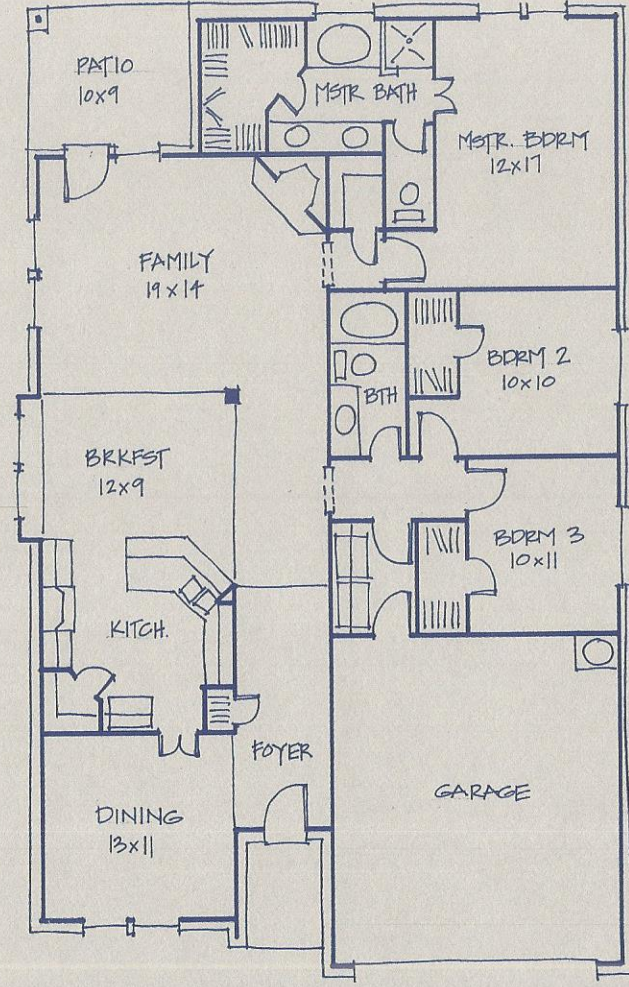 PATIO
10x9
MSTR BATH
MSTR. BDRM
12x17
FAMILY
19x14
BDRM 2
10x10
BTH
BRKFST
12x9
BDRM 3
10x11
KITCH.
FOYER
GARAGE
DINING
13x11